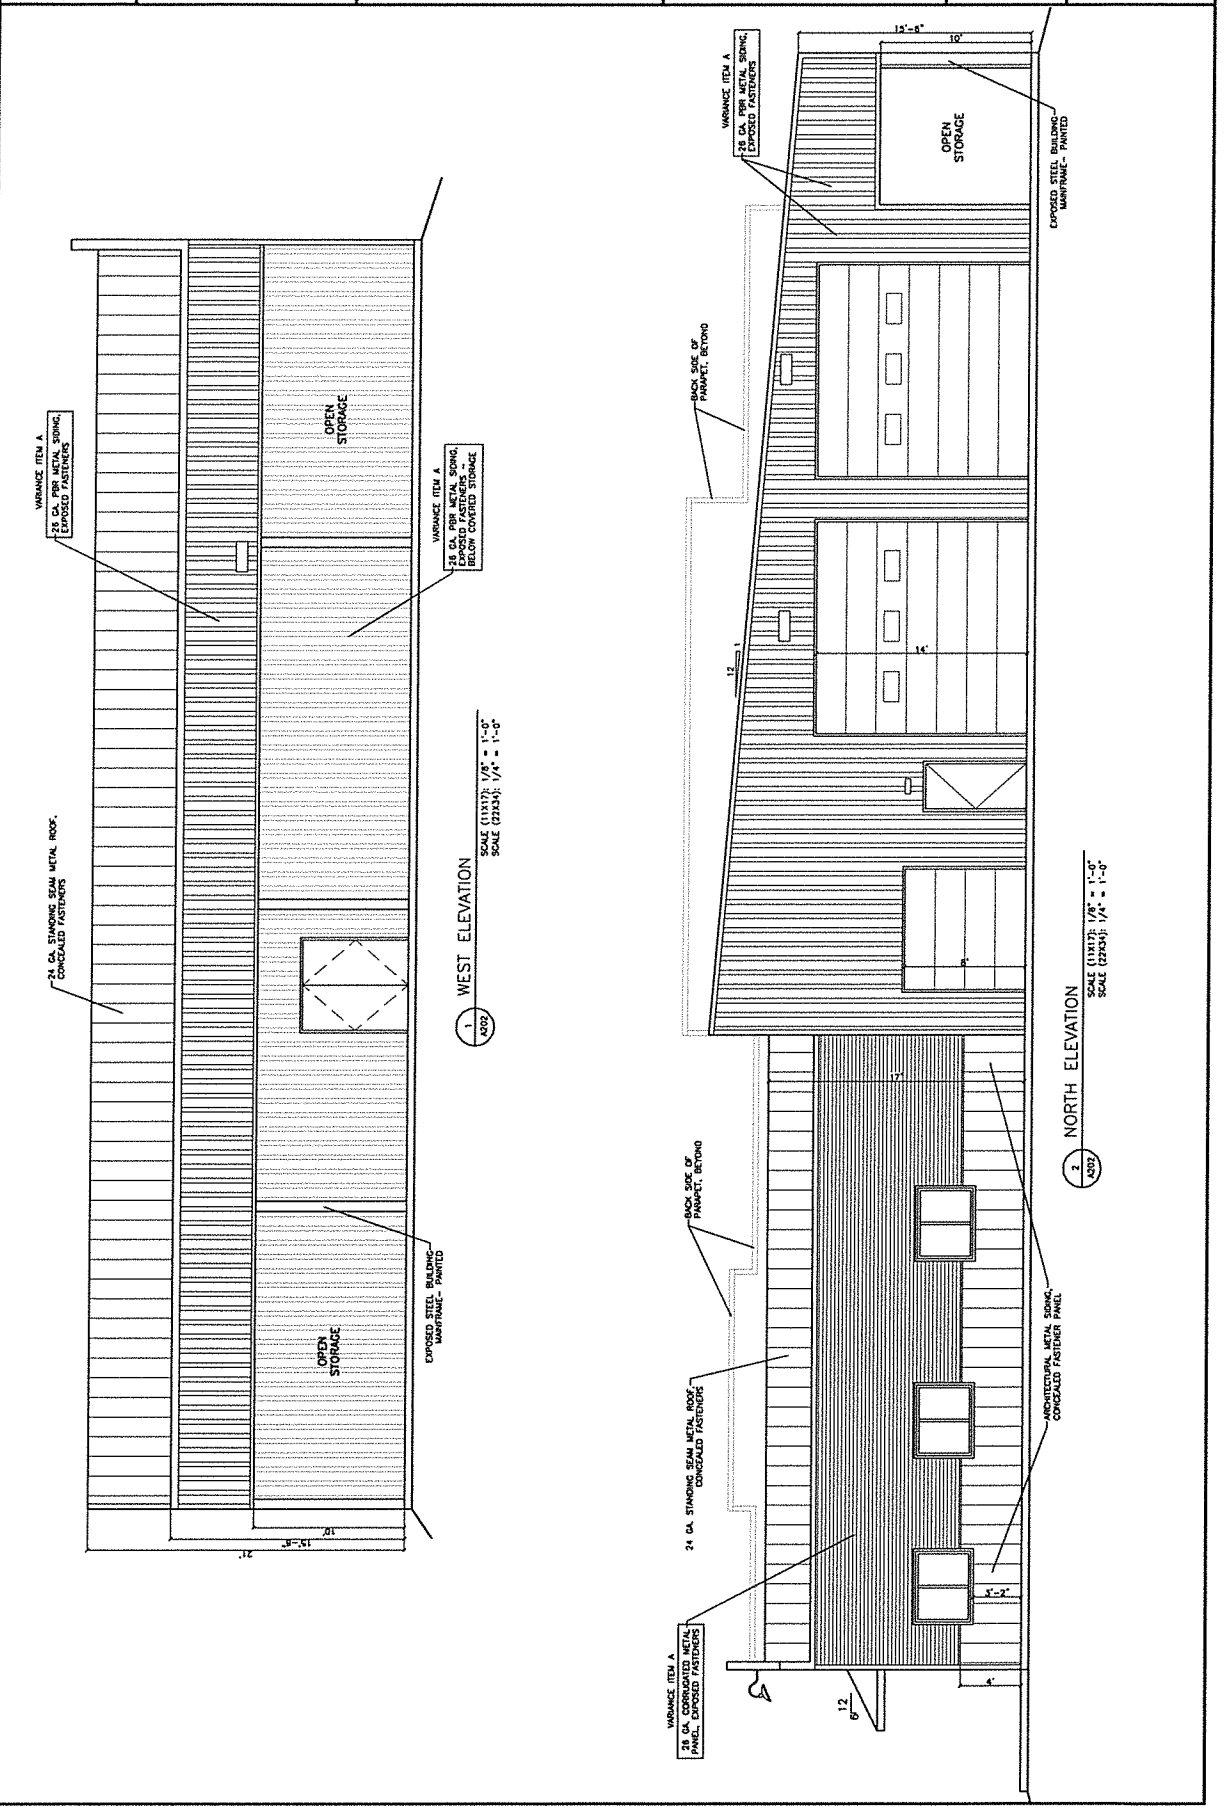 VARIANCE ITEM A
26 GA. PBR METAL SIDING,
EXPOSED FASTENERS
24 GA. STANDING SEAM METAL ROOF,
CONCEALED FASTENERS
OPEN
STORAGE
VARIANCE ITEM A
26 GA. PBR METAL SIDING,
EXPOSED FASTENERS -
BELOW COVERED STORAGE
OPEN
STORAGE
EXPOSED STEEL BUILDING
MAINFRAME- PAINTED
21'
15'-6"
10'
1
A202
WEST ELEVATION
SCALE (11X17): 1/8" = 1'-0"
SCALE (22X34): 1/4" = 1'-0"
VARIANCE ITEM A
26 GA. CORRUGATED METAL
PANEL, EXPOSED FASTENERS
24 GA. STANDING SEAM METAL ROOF,
CONCEALED FASTENERS
BACK SIDE OF
PARAPET, BEYOND
BACK SIDE OF
PARAPET, BEYOND
VARIANCE ITEM A
26 GA. PBR METAL SIDING,
EXPOSED FASTENERS
12
6
12
1
15'-6"
10'
17'
14'
8'
3'-2"
4'
OPEN
STORAGE
ARCHITECTURAL METAL SIDING,
CONCEALED FASTENER PANEL
EXPOSED STEEL BUILDING
MAINFRAME- PAINTED
2
A202
NORTH ELEVATION
SCALE (11X17): 1/8" = 1'-0"
SCALE (22X34): 1/4" = 1'-0"